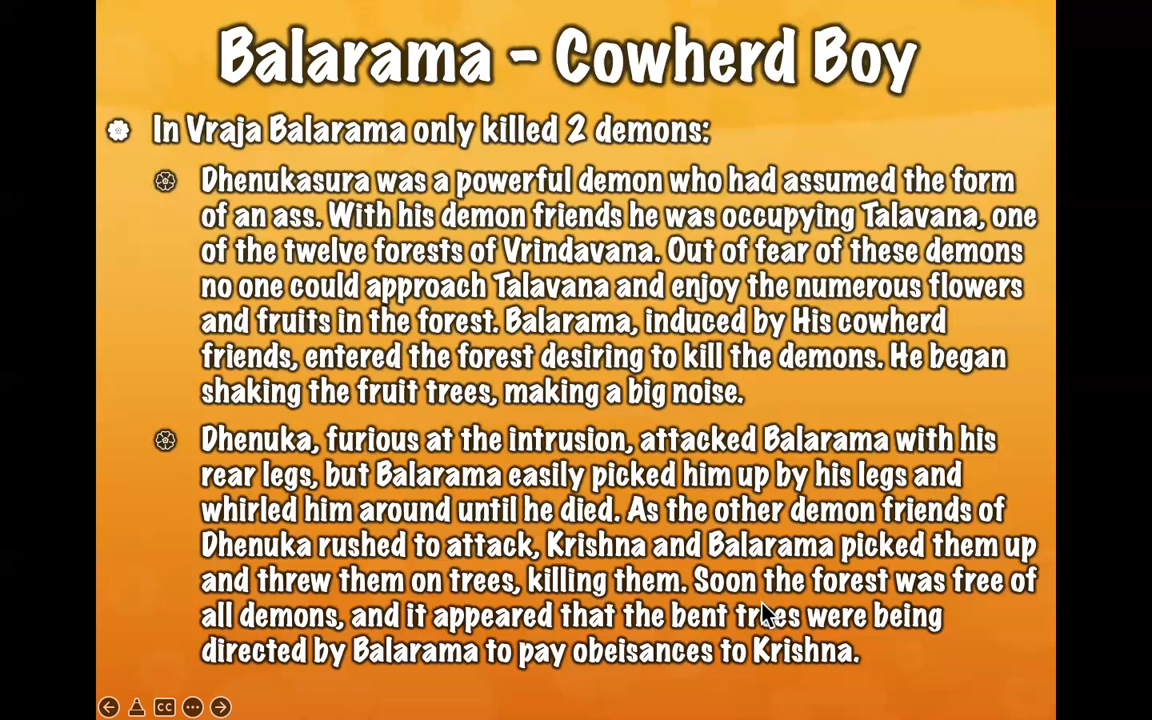 Balarama - Cowherd Boy
In Vraja Balarama only killed 2 demons:
Dhenukasura was a powerful demon who had assumed the form
of an ass. With his demon friends he was occupying Talavana, one
of the twelve forests of Vrindavana. Out of fear of these demons
no one could approach Talavana and enjoy the numerous flowers
and fruits in the forest. Balarama, induced by His cowherd
friends, entered the forest desiring to kill the demons. He began
shaking the fruit trees, making a big noise.
Dhenuka, furious at the intrusion, attacked Balarama with his
rear legs, but Balarama easily picked him up by his legs and
whirled him around until he died. As the other demon friends of
Dhenuka rushed to attack, Krishna and Balarama picked them up
and threw them on trees, killing them. Soon the forest was free of
all demons, and it appeared that the bent trees were being
directed by Balarama to pay obeisances to Krishna.
CC